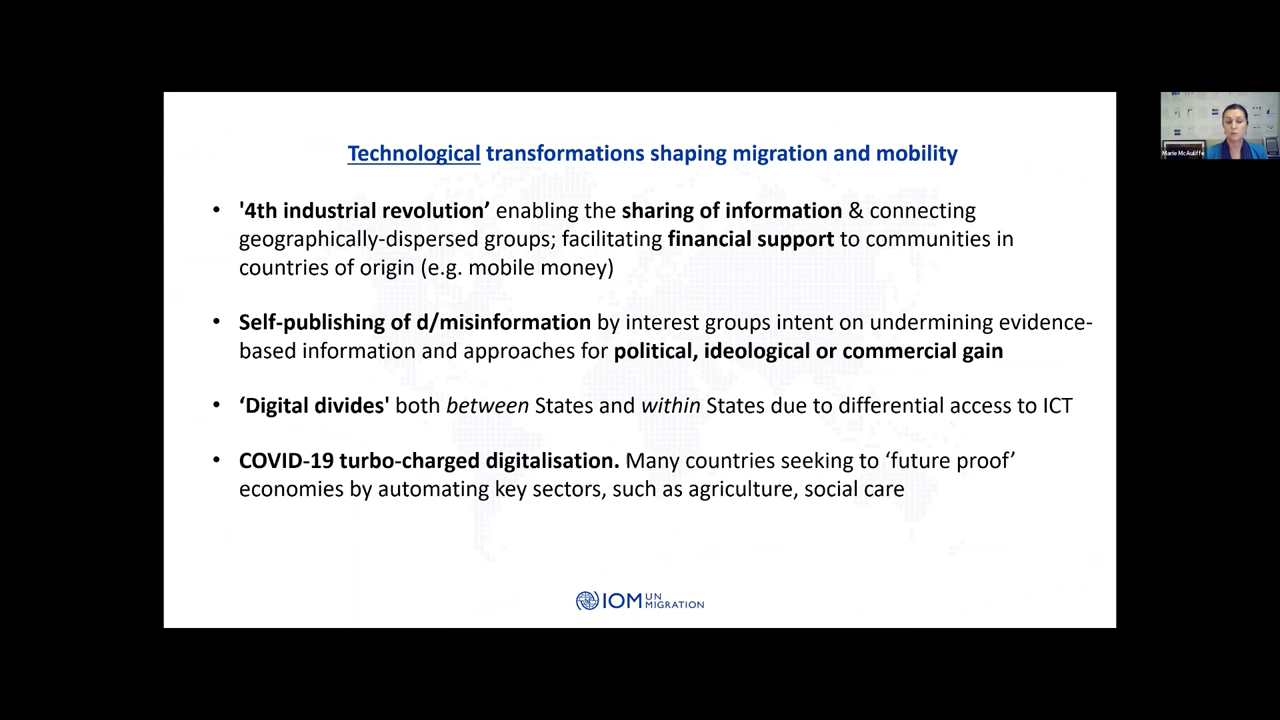 Technological transformations shaping migration and mobility
• '4th industrial revolution’ enabling the sharing of information & connecting
geographically-dispersed groups; facilitating financial support to communities in
countries of origin (e.g. mobile money)
• Self-publishing of d/misinformation by interest groups intent on undermining evidence-
based information and approaches for political, ideological or commercial gain
• ‘Digital divides' both between States and within States due to differential access to ICT
• COVID-19 turbo-charged digitalisation. Many countries seeking to ‘future proof’
economies by automating key sectors, such as agriculture, social care
IOM UN
MIGRATION
Marie McAuliffe